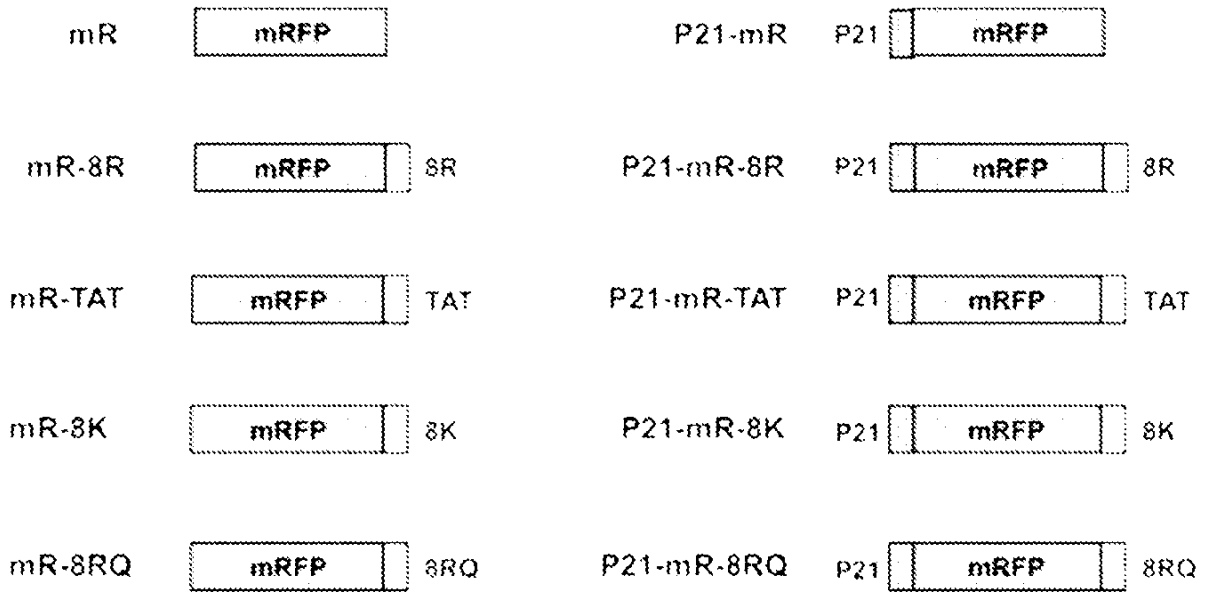 mR mRFP P21-mR P21 mRFP
mR-8R mRFP 8R P21-mR-8R P21 mRFP 8R
mR-TAT mRFP TAT P21-mR-TAT P21 mRFP TAT
mR-8K mRFP 8K P21-mR-8K P21 mRFP 8K
mR-8RQ mRFP 8RQ P21-mR-8RQ P21 mRFP 8RQ